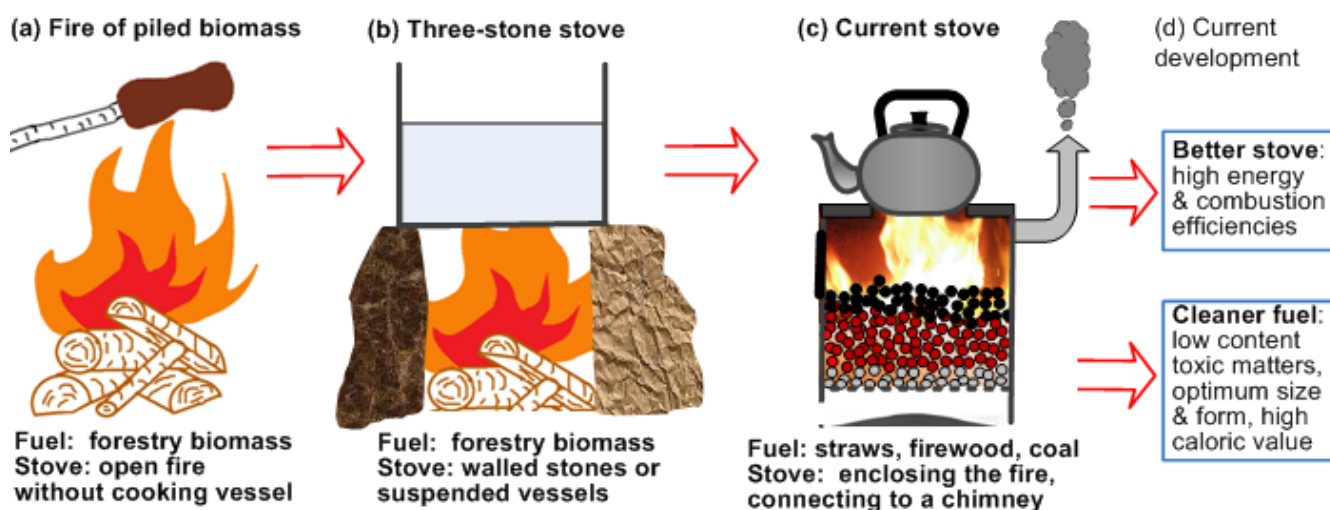 (a) Fire of piled biomass
Fuel:  forestry biomass
Stove: open fire
without cooking vessel
(b) Three-stone stove
Fuel: forestry biomass
Stove: walled stones or
suspended vessels
(c) Current stove
Fuel: straws, firewood, coal
Stove:  enclosing the fire,
connecting to a chimney
(d) Current
development
Better stove:
high energy
& combustion
efficiencies
Cleaner fuel:
low content
toxic matters,
optimum size
& form, high
caloric value